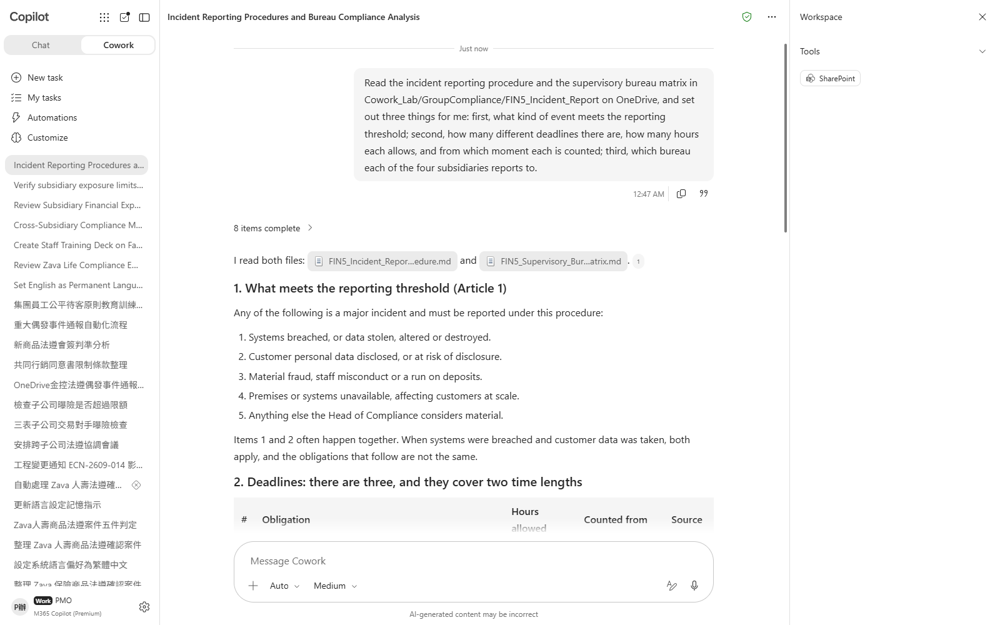 Copilot
Chat
Cowork
New task
My tasks
Automations
Customize
Incident Reporting Procedures a...
Verify subsidiary exposure limits...
Review Subsidiary Financial Exp...
Cross-Subsidiary Compliance M...
Create Staff Training Deck on Fa...
Review Zava Life Compliance E...
Set English as Permanent Langu...
集團員工公平待客原則教育訓練...
重大偶發事件通報自動化流程
新商品法遵會簽判準分析
共同行銷同意書限制條款整理
OneDrive金控法遵偶發事件通報...
檢查子公司曝險是否超過限額
三表子公司交易對手曝險檢查
安排跨子公司法遵協調會議
工程變更通知 ECN-2609-014 影...
自動處理 Zava 人壽法遵確...
更新語言設定記憶指示
Zava人壽商品法遵案件五件判定
整理 Zava 人壽商品法遵確認案件
設定系統語言偏好為繁體中文
整理 Zava 保險商品法遵確認案件
P辦
Work PMO
M365 Copilot (Premium)
Incident Reporting Procedures and Bureau Compliance Analysis
Just now
Read the incident reporting procedure and the supervisory bureau matrix in
Cowork_Lab/GroupCompliance/FIN5_Incident_Report on OneDrive, and set
out three things for me: first, what kind of event meets the reporting
threshold; second, how many different deadlines there are, how many hours
each allows, and from which moment each is counted; third, which bureau
each of the four subsidiaries reports to.
12:47 AM
8 items complete
I read both files: FIN5_Incident_Repor...edure.md and FIN5_Supervisory_Bur...atrix.md. 1
1. What meets the reporting threshold (Article 1)
Any of the following is a major incident and must be reported under this procedure:
1. Systems breached, or data stolen, altered or destroyed.
2. Customer personal data disclosed, or at risk of disclosure.
3. Material fraud, staff misconduct or a run on deposits.
4. Premises or systems unavailable, affecting customers at scale.
5. Anything else the Head of Compliance considers material.
Items 1 and 2 often happen together. When systems were breached and customer data was taken, both
apply, and the obligations that follow are not the same.
2. Deadlines: there are three, and they cover two time lengths
# Obligation Hours allowed Counted from Source
Message Cowork
Auto
Medium
AI-generated content may be incorrect
Workspace
Tools
SharePoint